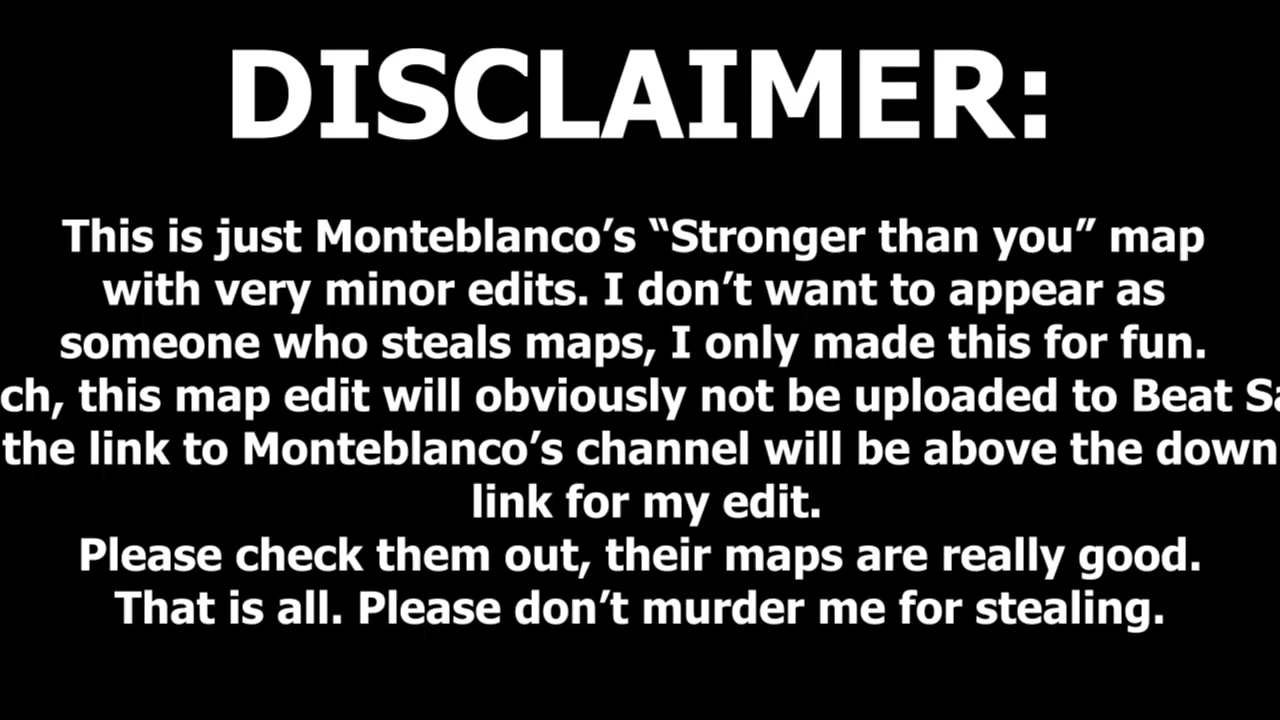 DISCLAIMER:
This is just Monteblanco’s “Stronger than you” map
with very minor edits. I don’t want to appear as
someone who steals maps, I only made this for fun.
ch, this map edit will obviously not be uploaded to Beat Sa
the link to Monteblanco’s channel will be above the down
link for my edit.
Please check them out, their maps are really good.
That is all. Please don’t murder me for stealing.